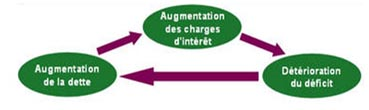 Augmentation
des charges
d'intérêt
Augmentation
de la dette
Détérioration
du déficit